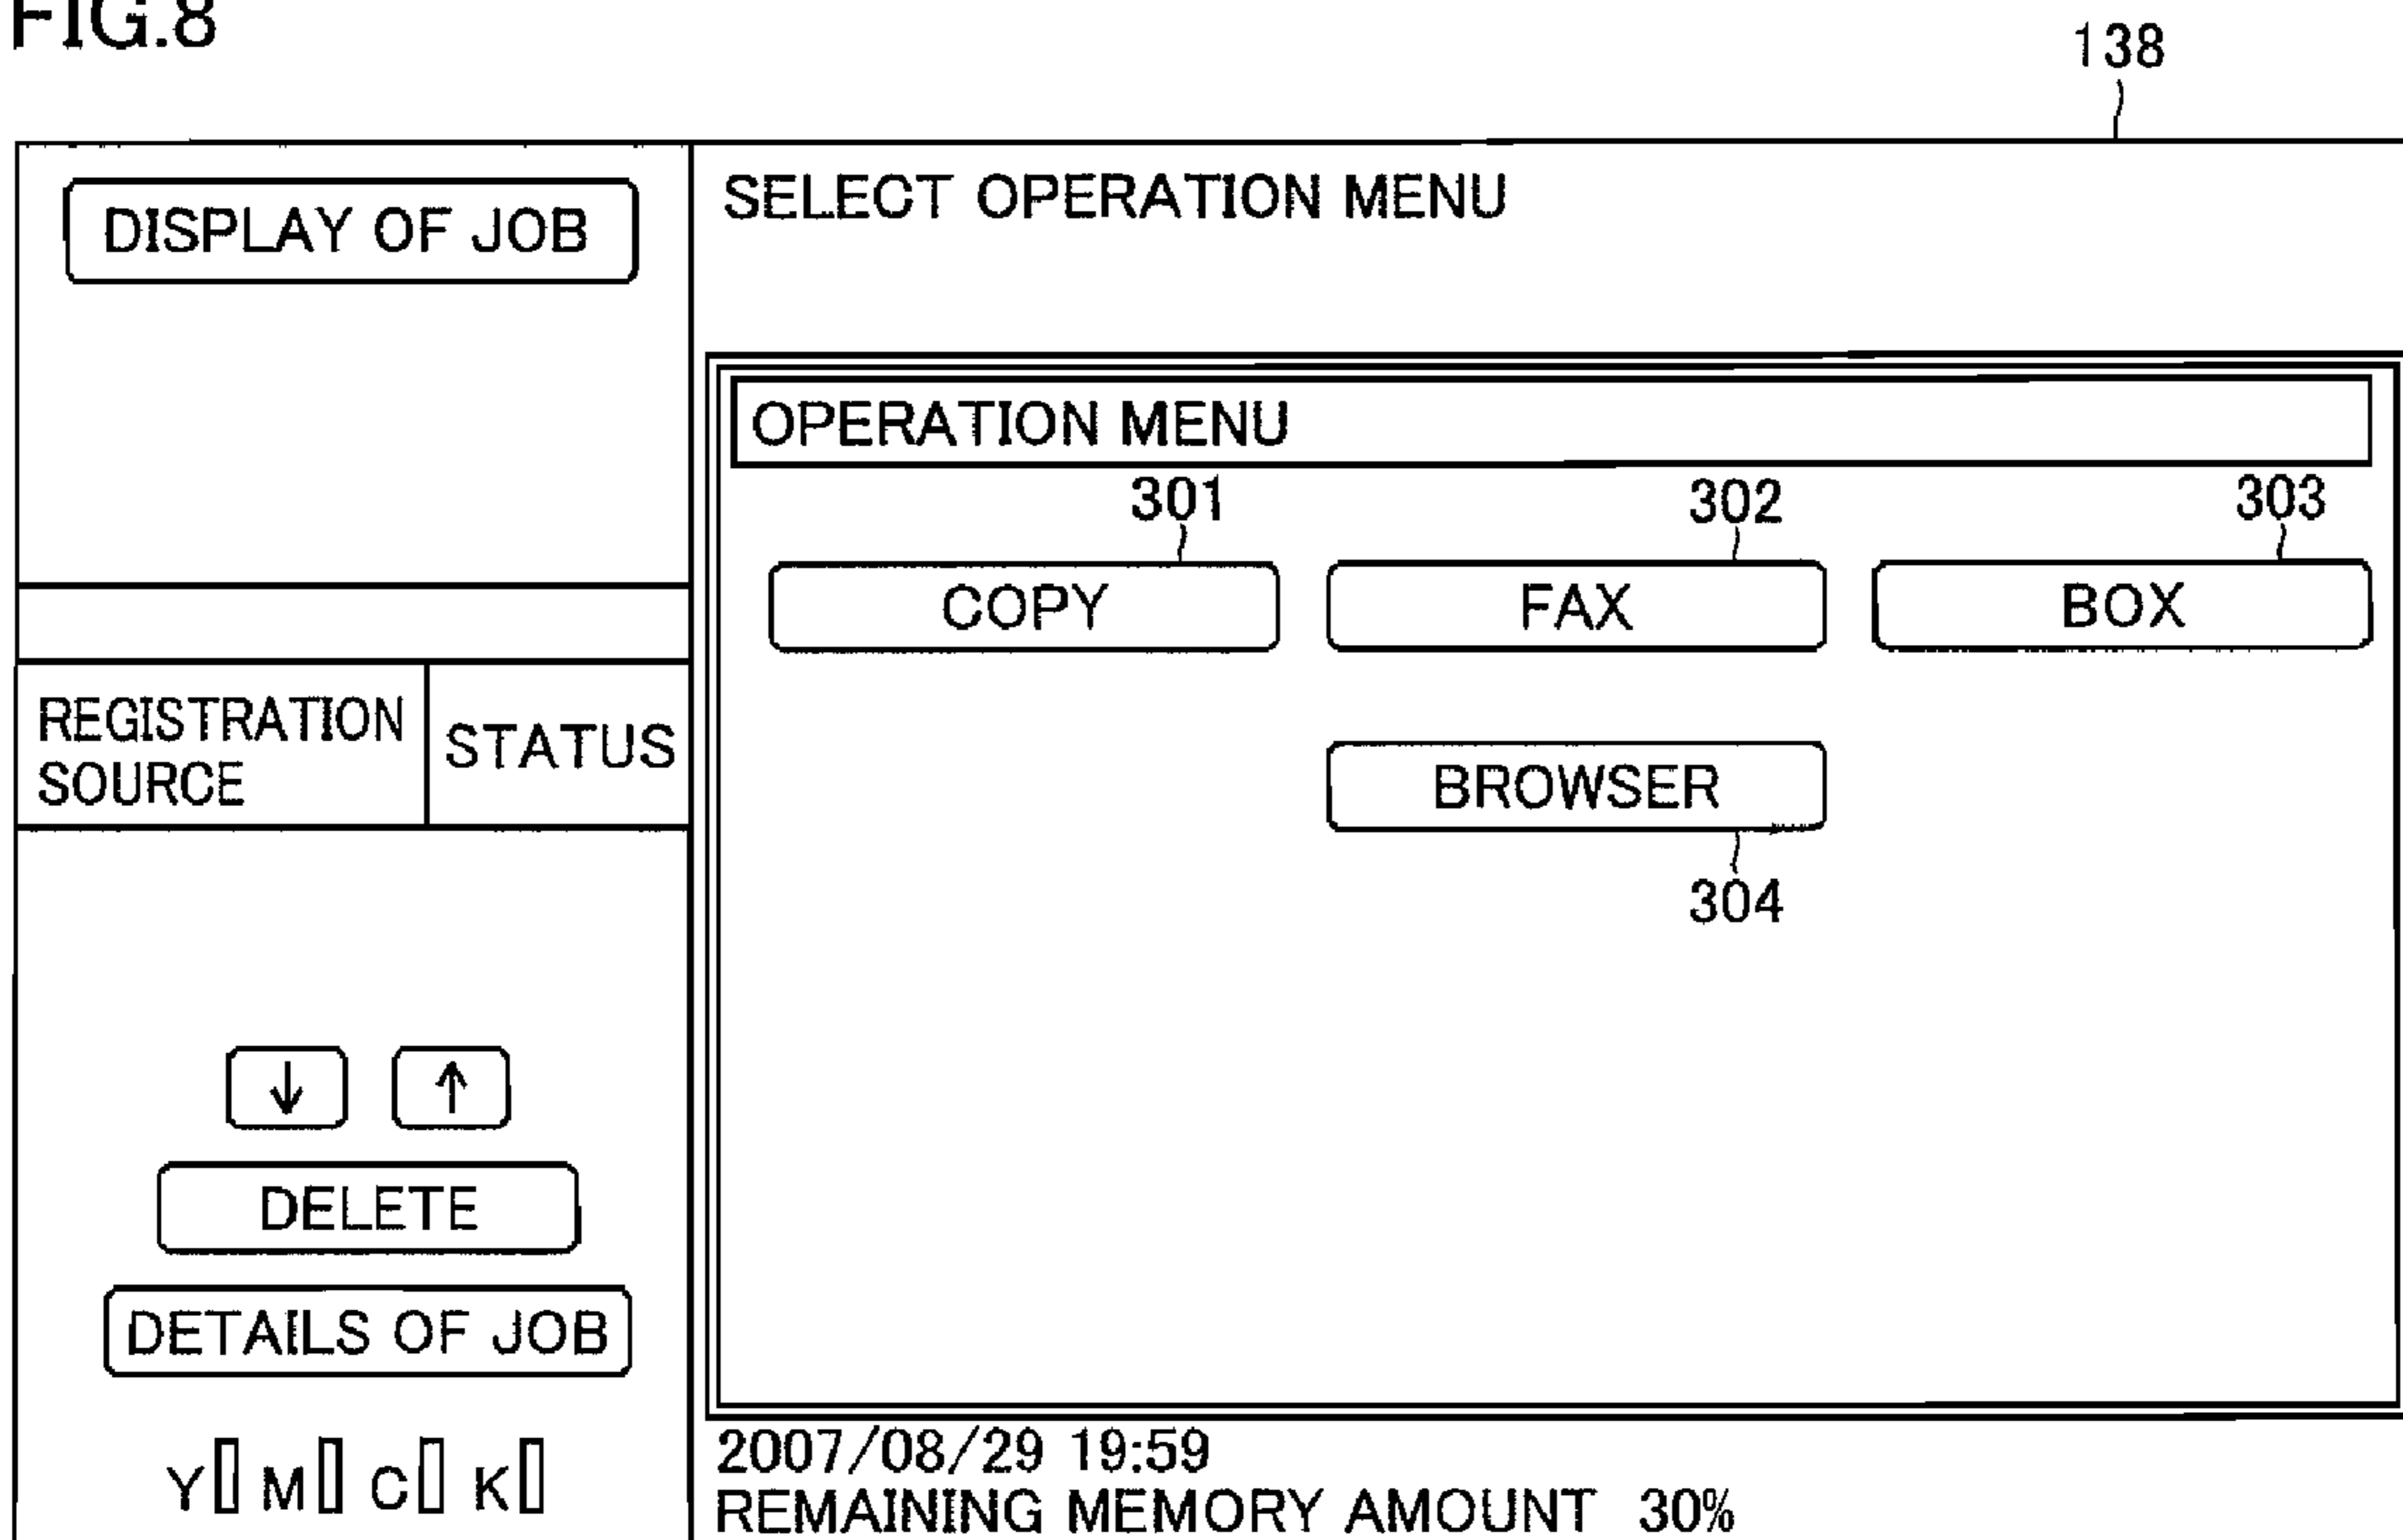 FIG.8
138
DISPLAY OF JOB
SELECT OPERATION MENU
OPERATION MENU
301
302
303
COPY
FAX
BOX
REGISTRATION
SOURCE
STATUS
BROWSER
304
↓ ↑
DELETE
DETAILS OF JOB
Y M C K
2007/08/29 19:59
REMAINING MEMORY AMOUNT 30%